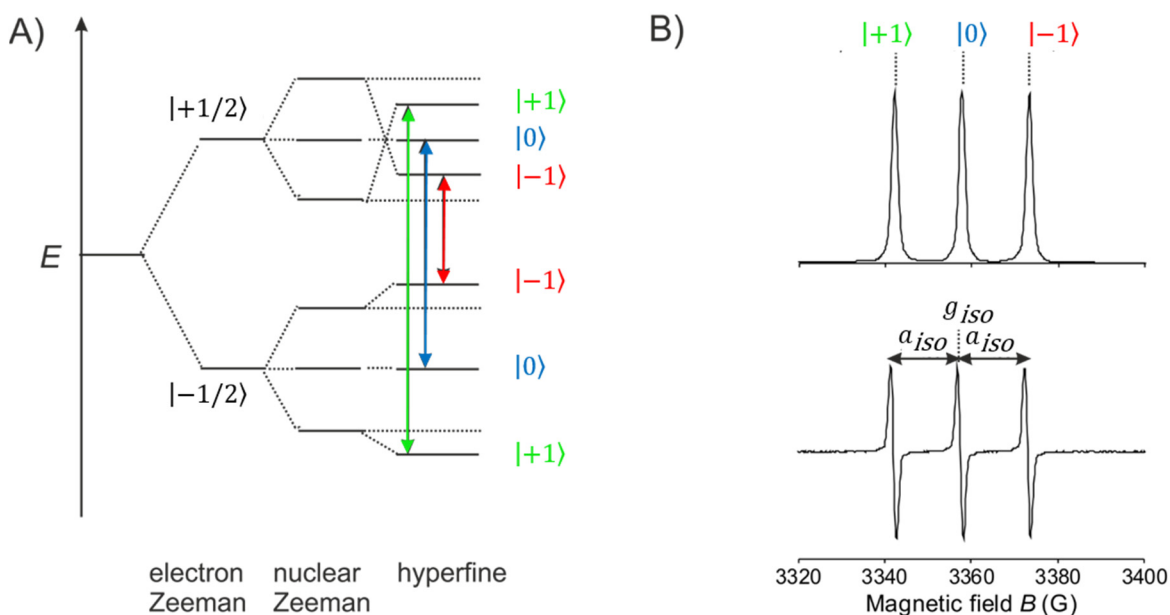 A)
E
|+1/2⟩
|−1/2⟩
|+1⟩
|0⟩
|−1⟩
|−1⟩
|0⟩
|+1⟩
electron
Zeeman
nuclear
Zeeman
hyperfine
B)
|+1⟩ |0⟩ |−1⟩
g_iso
a_iso a_iso
3320 3340 3360 3380 3400
Magnetic field B (G)